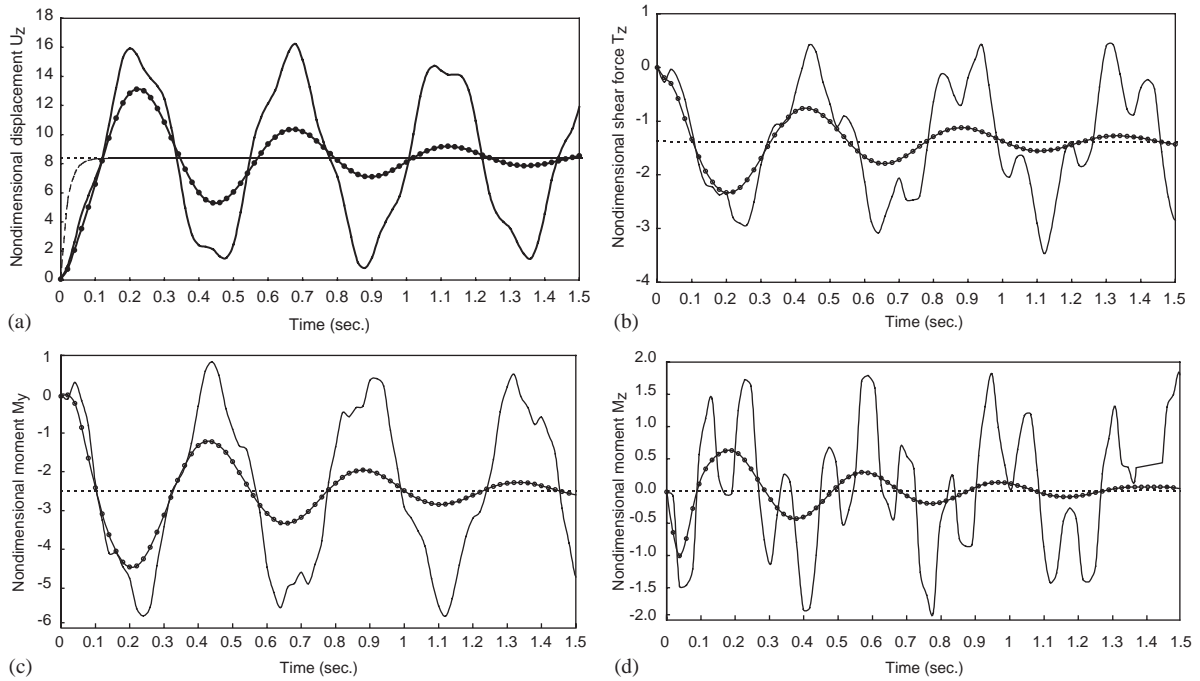 18
16
14
12
10
8
6
4
2
0
Nondimensional displacement Uz
0 0.1 0.2 0.3 0.4 0.5 0.6 0.7 0.8 0.9 1 1.1 1.2 1.3 1.4 1.5
Time (sec.)
(a)
1
0
-1
-2
-3
-4
Nondimensional shear force Tz
0 0.1 0.2 0.3 0.4 0.5 0.6 0.7 0.8 0.9 1 1.1 1.2 1.3 1.4 1.5
Time (sec.)
(b)
1
0
-1
-2
-3
-4
-5
-6
Nondimensional moment My
0 0.1 0.2 0.3 0.4 0.5 0.6 0.7 0.8 0.9 1 1.1 1.2 1.3 1.4 1.5
Time (sec.)
(c)
2.0
1.5
1.0
0.5
0.0
-0.5
-1.0
-1.5
-2.0
Nondimensional moment Mz
0 0.1 0.2 0.3 0.4 0.5 0.6 0.7 0.8 0.9 1 1.1 1.2 1.3 1.4 1.5
Time (sec.)
(d)